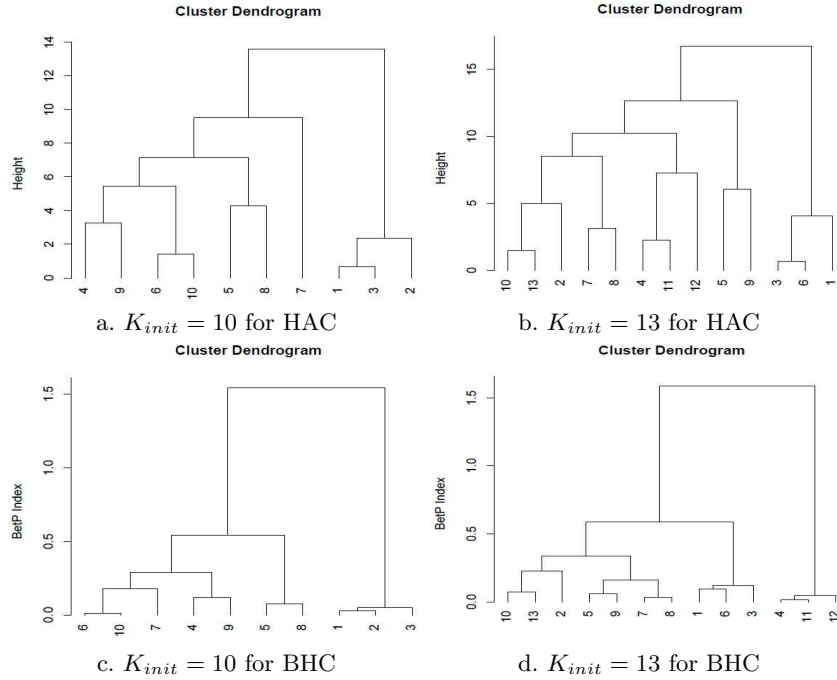 Cluster Dendrogram
Height
0 2 4 6 8 10 12 14
4 9 6 10 5 8 7 1 3 2
a. K_init = 10 for HAC
Cluster Dendrogram
Height
0 5 10 15
10 13 2 7 8 4 11 12 5 9 3 6 1
b. K_init = 13 for HAC
Cluster Dendrogram
BetP Index
0.0 0.5 1.0 1.5
6 10 7 4 9 5 8 1 2 3
c. K_init = 10 for BHC
Cluster Dendrogram
BetP Index
0.0 0.5 1.0 1.5
10 13 2 5 9 7 8 1 6 3 4 11 12
d. K_init = 13 for BHC